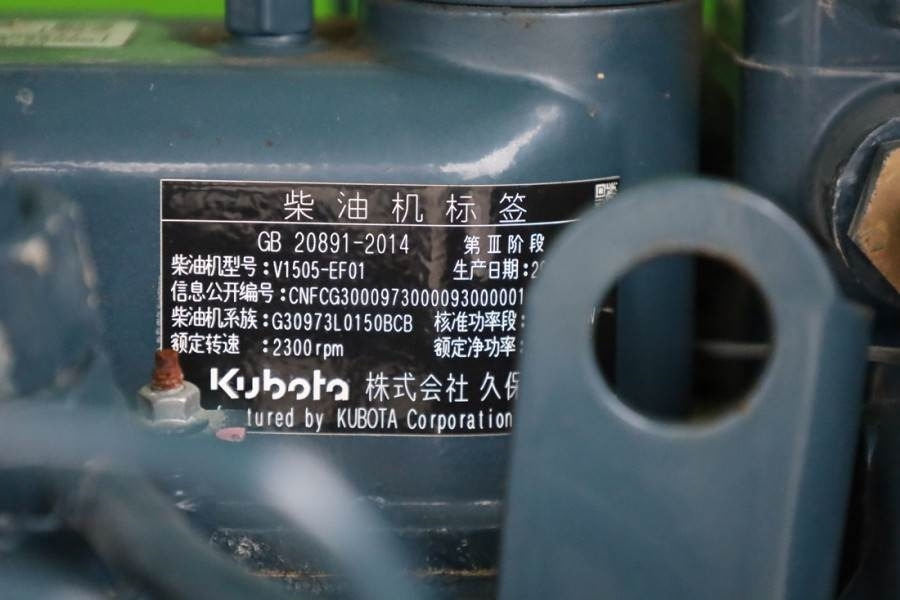 柴油机标签
GB 20891-2014 第Ⅲ阶段
柴油机型号:V1505-EF01 生产日期:2
信息公开编号:CNFCG3000973000093000001
柴油机系族:G30973L0150BCB 核准功率段:
额定转速:2300rpm 额定净功率:
Kubota 株式会社 久保
tured by KUBOTA Corporation